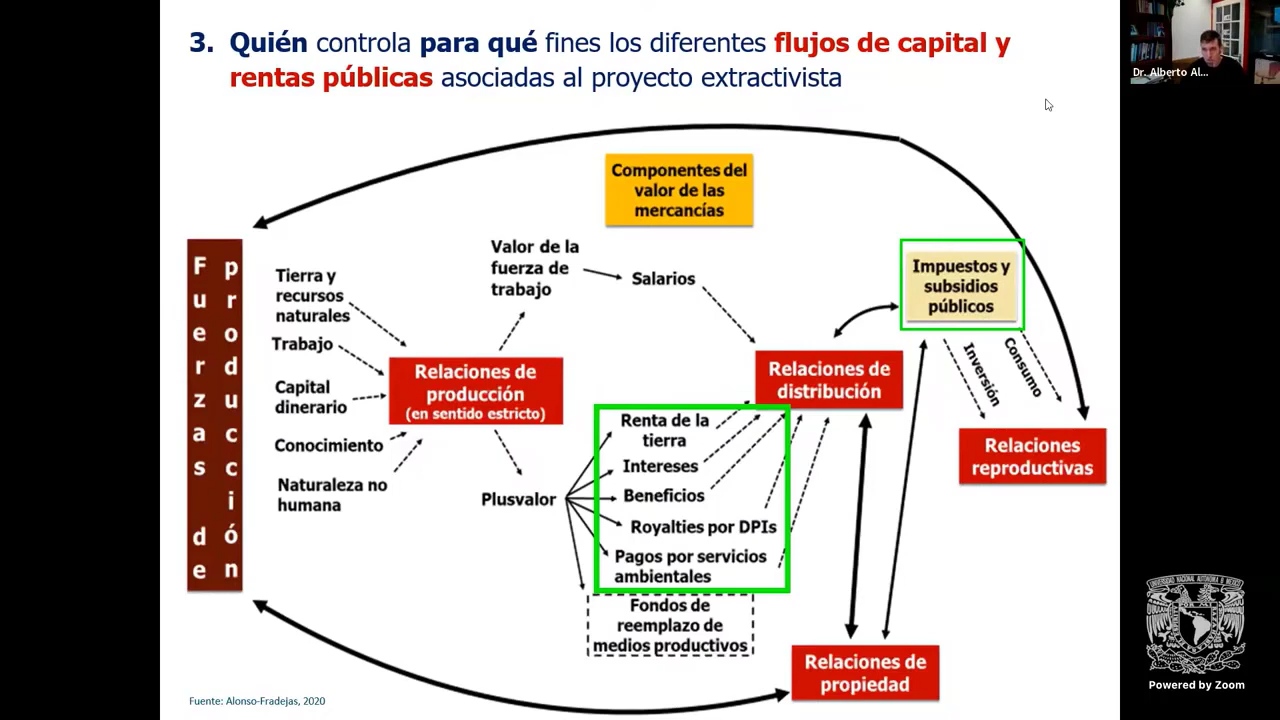 3. Quién controla para qué fines los diferentes flujos de capital y
rentas públicas asociadas al proyecto extractivista
Dr. Alberto Al...
Componentes del
valor de las
mercancías
Fuerzas de
producción
Tierra y
recursos
naturales
Trabajo
Capital
dinerario
Conocimiento
Naturaleza no
humana
Relaciones de
producción
(en sentido estricto)
Valor de la
fuerza de
trabajo
Salarios
Plusvalor
Renta de la
tierra
Intereses
Beneficios
Royalties por DPIs
Pagos por servicios
ambientales
Fondos de
reemplazo de
medios productivos
Relaciones de
distribución
Impuestos y
subsidios
públicos
Inversión
Consumo
Relaciones
reproductivas
Relaciones de
propiedad
Fuente: Alonso-Fradejas, 2020
Powered by Zoom